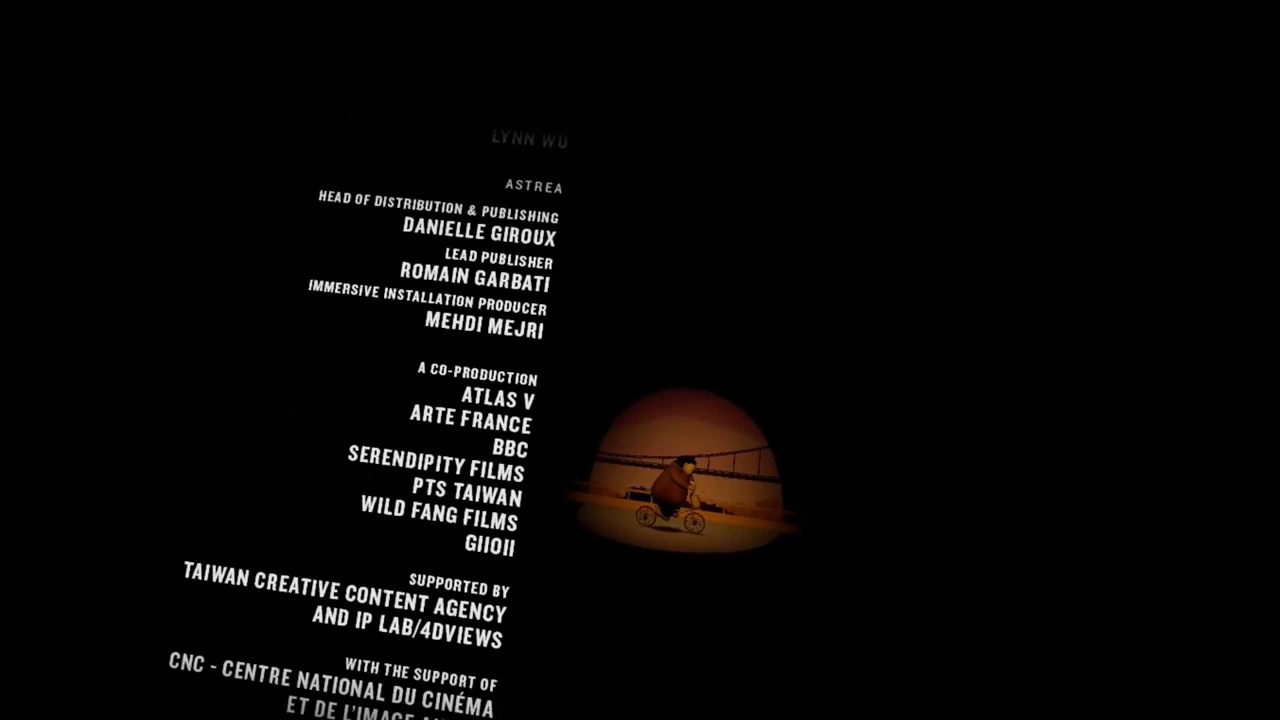 LYNN WU
ASTREA
HEAD OF DISTRIBUTION & PUBLISHING
DANIELLE GIROUX
LEAD PUBLISHER
ROMAIN GARBATI
IMMERSIVE INSTALLATION PRODUCER
MEHDI MEJRI
A CO-PRODUCTION
ATLAS V
ARTE FRANCE
BBC
SERENDIPITY FILMS
PTS TAIWAN
WILD FANG FILMS
GIIOII
SUPPORTED BY
TAIWAN CREATIVE CONTENT AGENCY
AND IP LAB/4DVIEWS
WITH THE SUPPORT OF
CNC - CENTRE NATIONAL DU CINÉMA
ET DE L'IMAGE